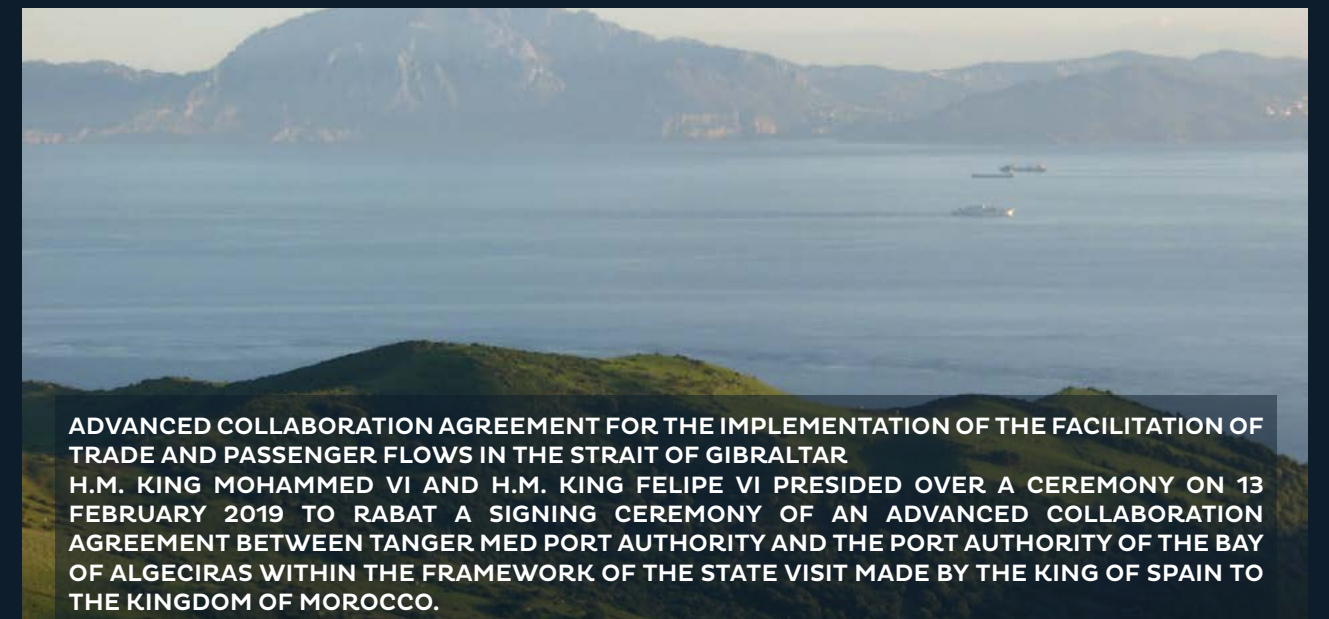 ADVANCED COLLABORATION AGREEMENT FOR THE IMPLEMENTATION OF THE FACILITATION OF
TRADE AND PASSENGER FLOWS IN THE STRAIT OF GIBRALTAR
H.M. KING MOHAMMED VI AND H.M. KING FELIPE VI PRESIDED OVER A CEREMONY ON 13
FEBRUARY 2019 TO RABAT A SIGNING CEREMONY OF AN ADVANCED COLLABORATION
AGREEMENT BETWEEN TANGER MED PORT AUTHORITY AND THE PORT AUTHORITY OF THE BAY
OF ALGECIRAS WITHIN THE FRAMEWORK OF THE STATE VISIT MADE BY THE KING OF SPAIN TO
THE KINGDOM OF MOROCCO.